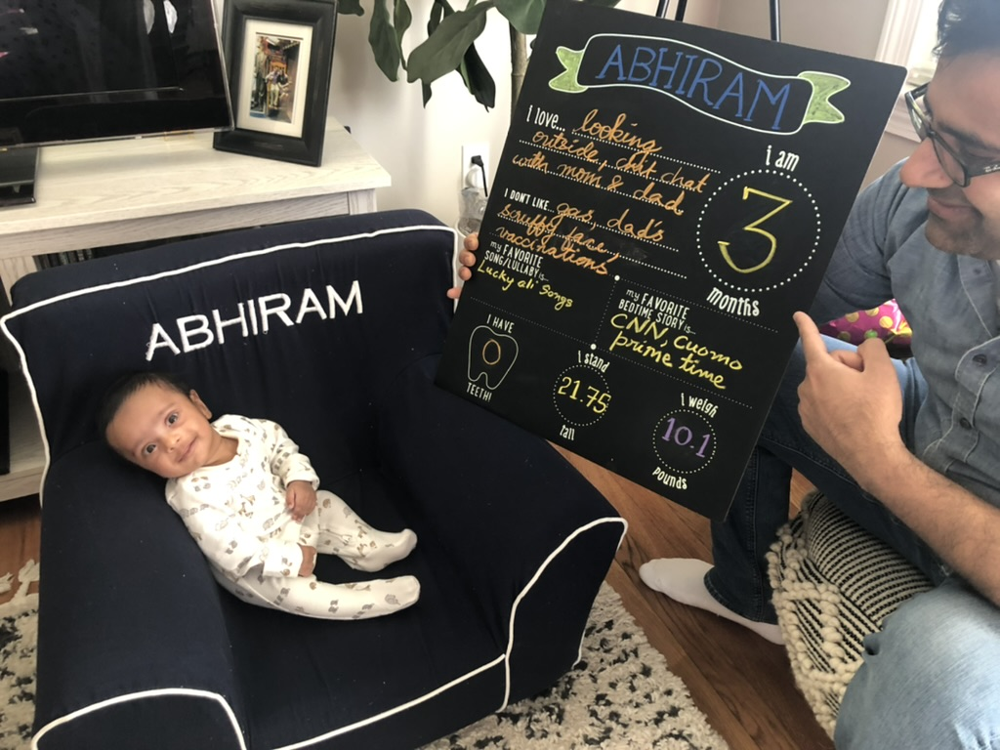 ABHIRAM
I love... looking
outside, chit chat
with mom & dad
i am
3
months
I DON'T LIKE... gas, dad's
scruffy face,
vaccinations
my FAVORITE
SONG/LULLABY is...
Lucky ali Songs
my FAVORITE
BEDTIME STORY is...
CNN, Cuomo
prime time
I HAVE
0
TEETH!
I stand
21.75
tall
I weigh
10.1
pounds
ABHIRAM